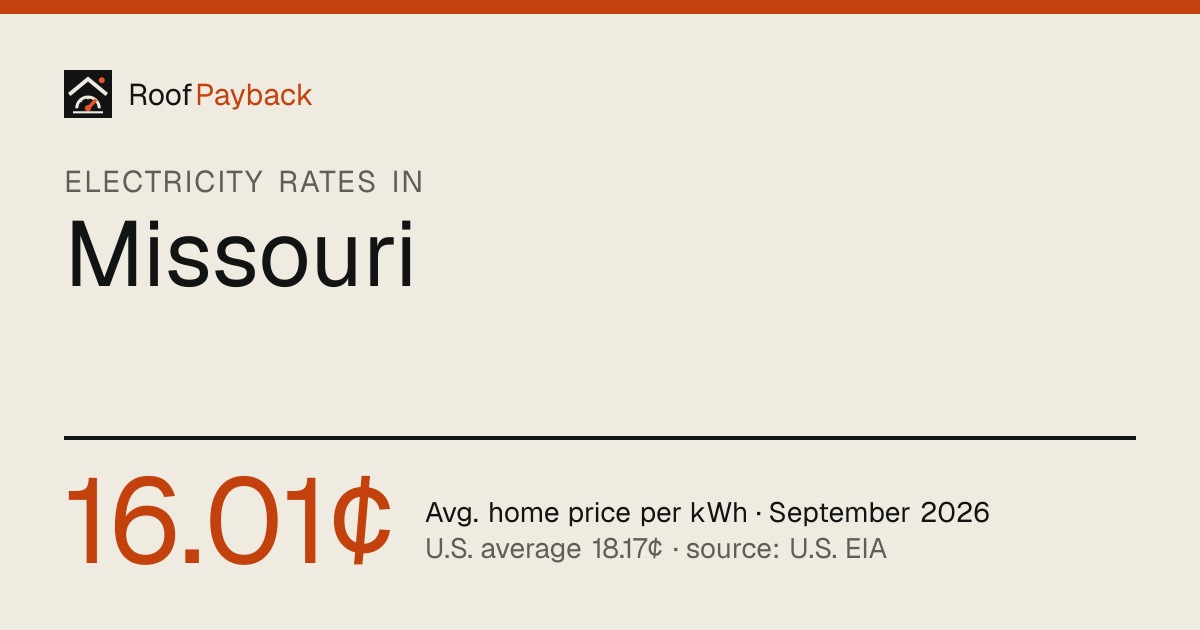 RoofPayback
ELECTRICITY RATES IN
Missouri
16.01¢
Avg. home price per kWh · September 2026
U.S. average 18.17¢ · source: U.S. EIA